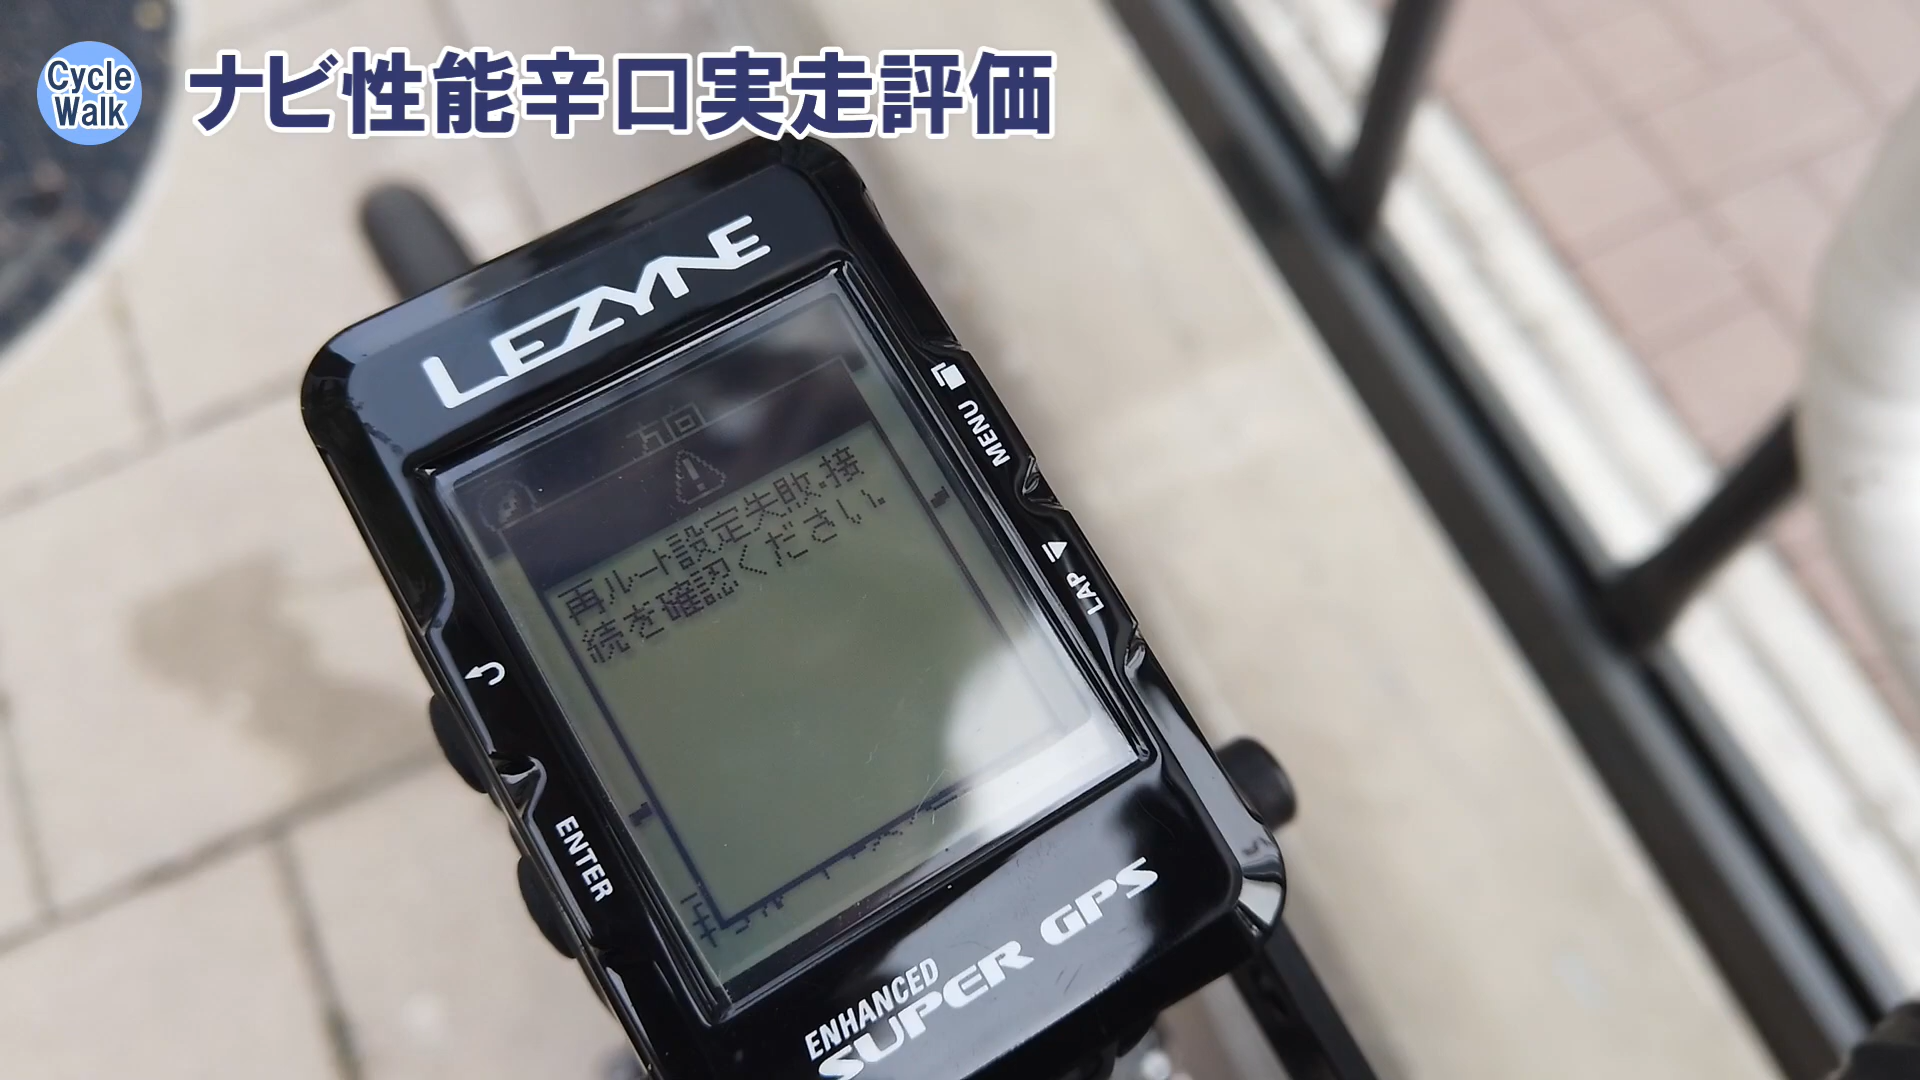 Cycle
Walk
ナビ性能辛口実走評価
LEZYNE
方向
再ルート設定失敗.接
続を確認ください.
MENU
LAP
ENTER
ENHANCED
SUPER GPS